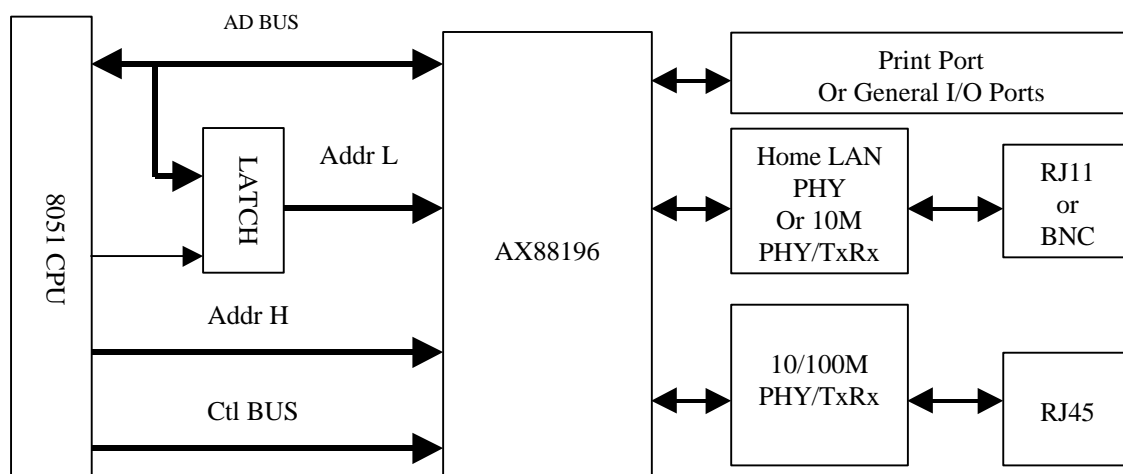 AD BUS
8051 CPU
LATCH
Addr L
Addr H
Ctl BUS
AX88196
Print Port
Or General I/O Ports
Home LAN
PHY
Or 10M
PHY/TxRx
RJ11
or
BNC
10/100M
PHY/TxRx
RJ45